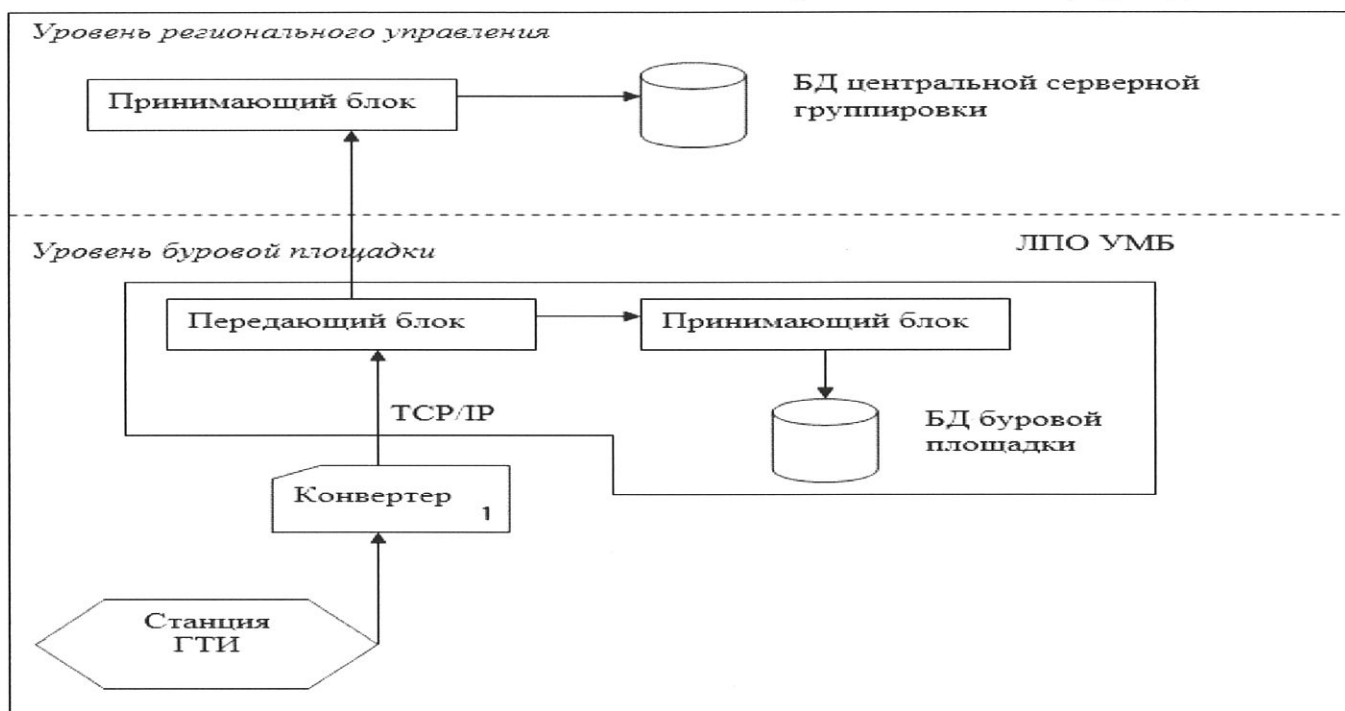 Уровень регионального управления
Принимающий блок
БД центральной серверной
группировки
Уровень буровой площадки
ЛПО УМБ
Передающий блок
Принимающий блок
TCP/IP
БД буровой
площадки
Конвертер
1
Станция
ГТИ